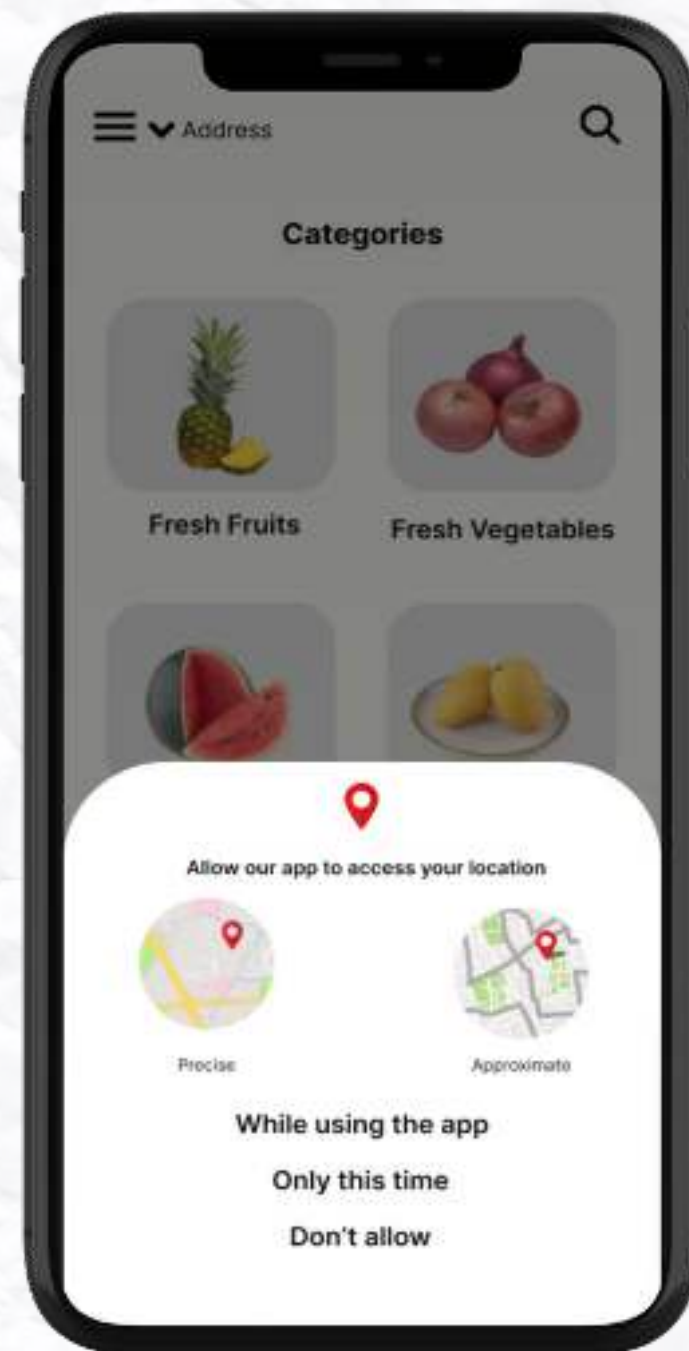 Address
Categories
Fresh Fruits
Fresh Vegetables
Allow our app to access your location
Precise
Approximate
While using the app
Only this time
Don't allow